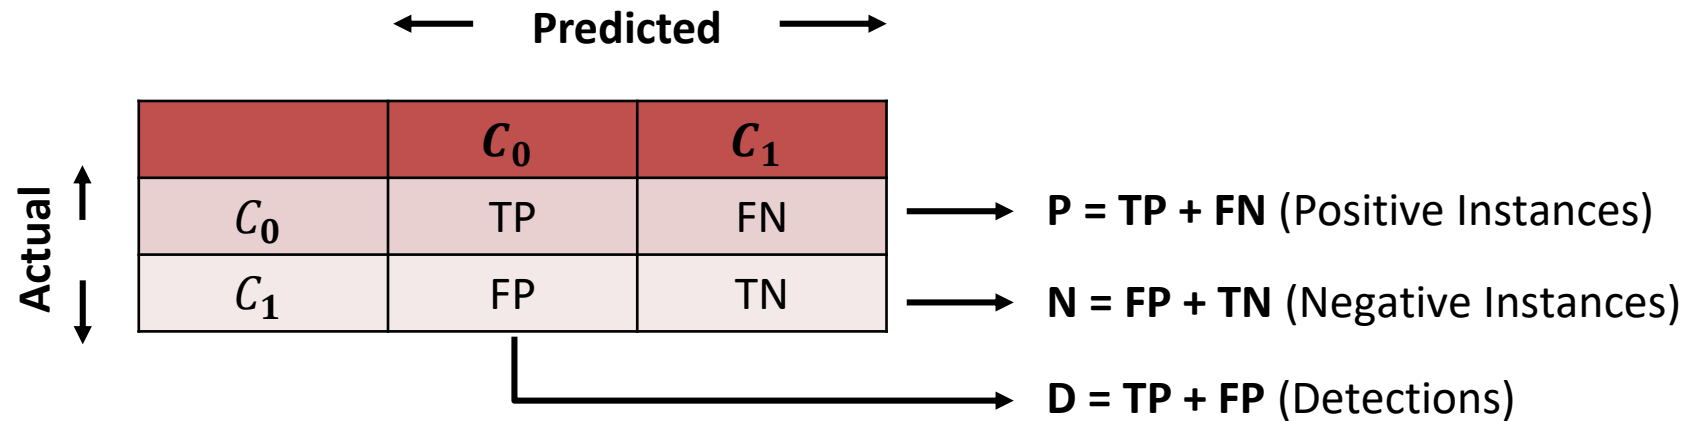 Predicted
C₀ C₁
Actual
C₀ TP FN
P = TP + FN (Positive Instances)
C₁ FP TN
N = FP + TN (Negative Instances)
D = TP + FP (Detections)